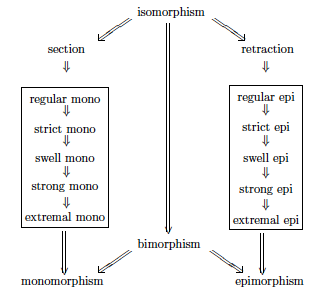 isomorphism
section retraction
regular mono regular epi
strict mono strict epi
swell mono swell epi
strong mono strong epi
extremal mono extremal epi
bimorphism
monomorphism epimorphism